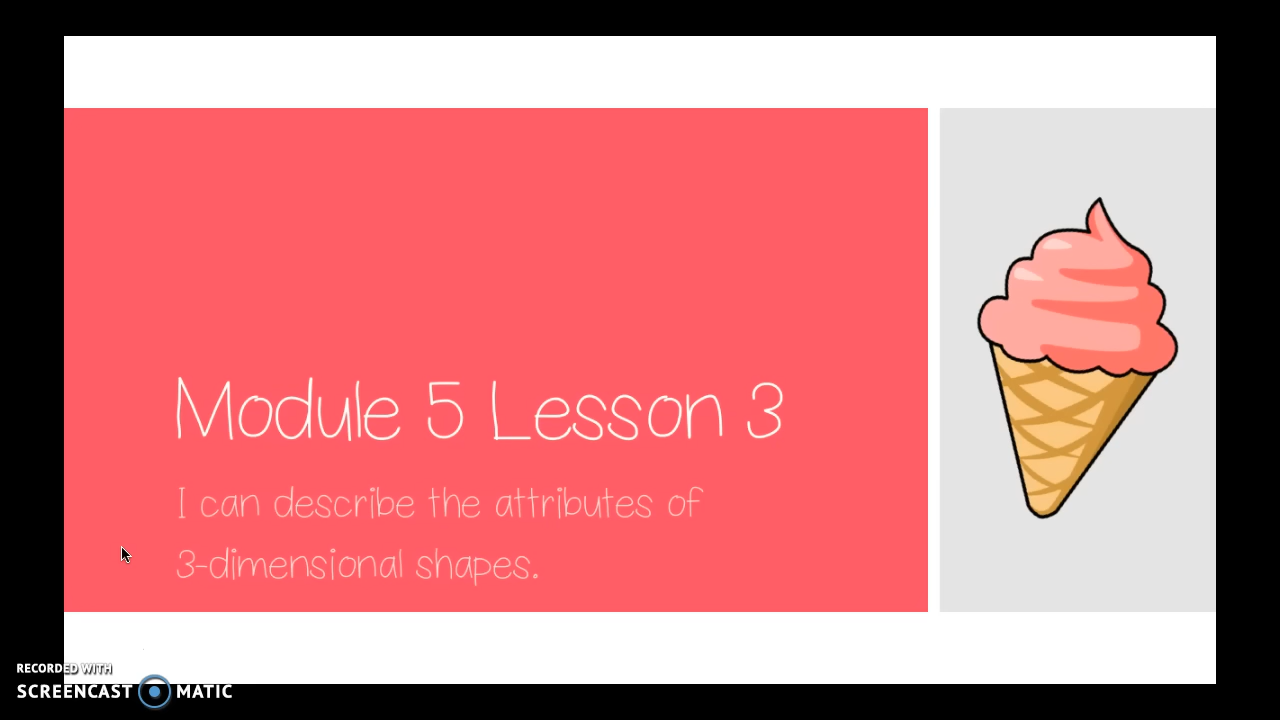 Module 5 Lesson 3
I can describe the attributes of
3-dimensional shapes.
RECORDED WITH
SCREENCAST MATIC